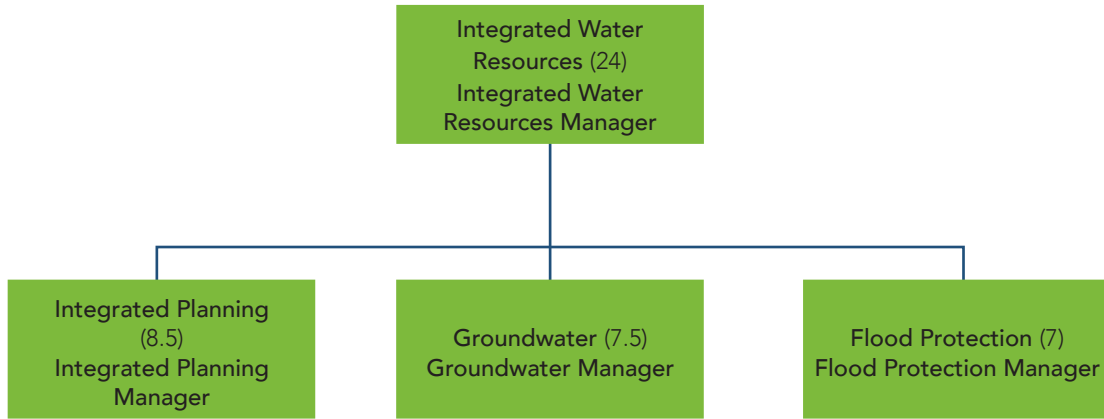 Integrated Water
Resources (24)
Integrated Water
Resources Manager
Integrated Planning
(8.5)
Integrated Planning
Manager
Groundwater (7.5)
Groundwater Manager
Flood Protection (7)
Flood Protection Manager